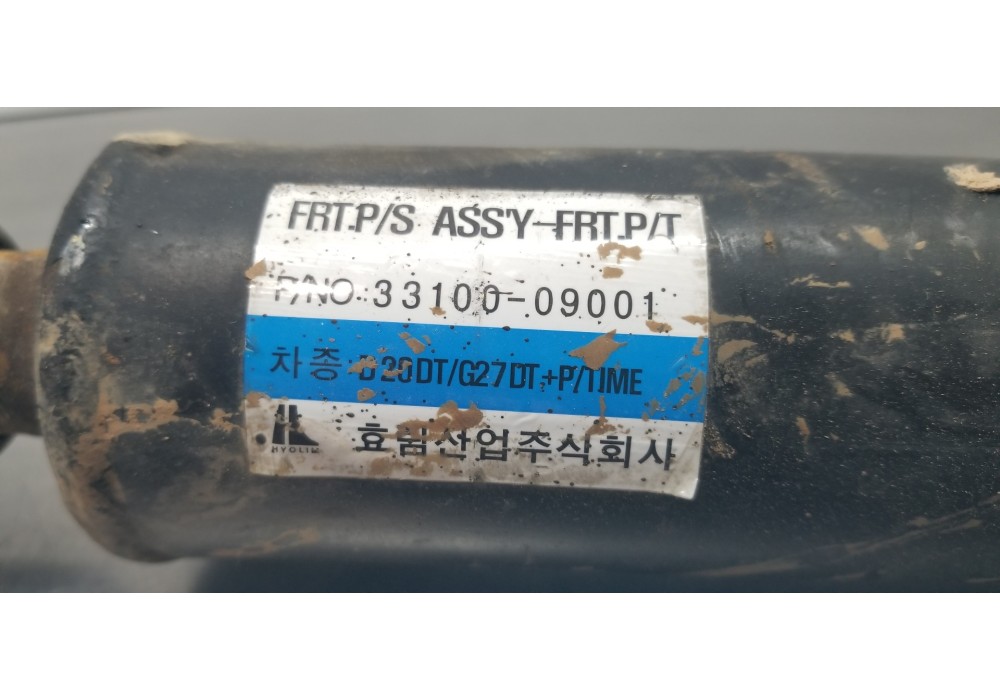 FRT.P/S ASS'Y-FRT.P/T
P/NO : 33100-09001
차종 : D20DT/G27DT+P/TIME
HYOLIM
효림산업주식회사